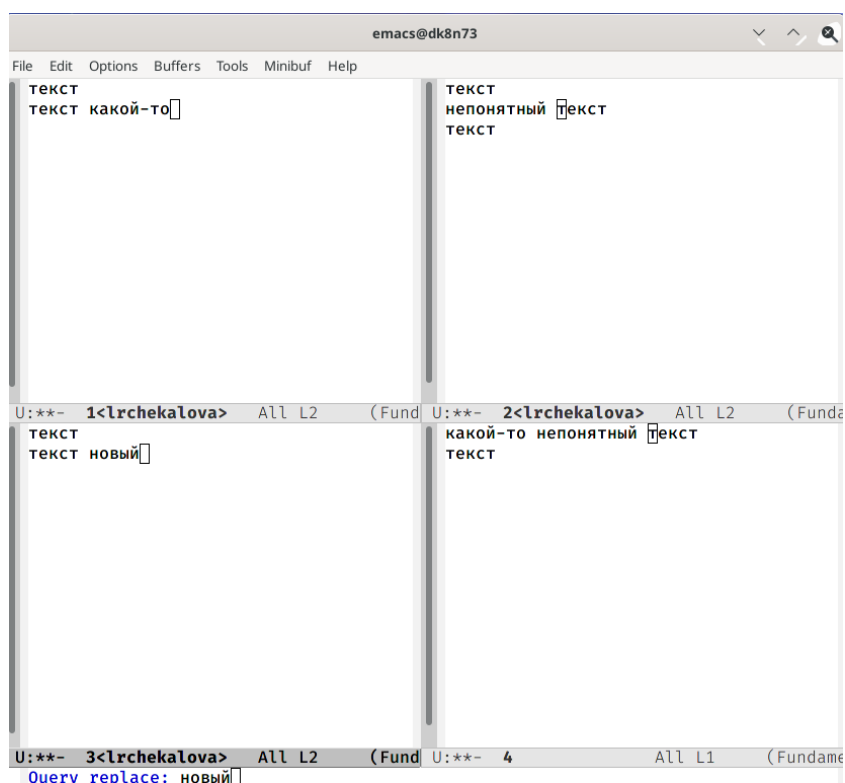 emacs@dk8n73
File Edit Options Buffers Tools Minibuf Help
текст
текст какой-то
U:**- 1<lrchekalova> All L2 (Fund
текст
непонятный текст
текст
U:**- 2<lrchekalova> All L2 (Funda
текст
текст новый
U:**- 3<lrchekalova> All L2 (Fund
какой-то непонятный текст
текст
U:**- 4 All L1 (Fundame
Query replace: новый